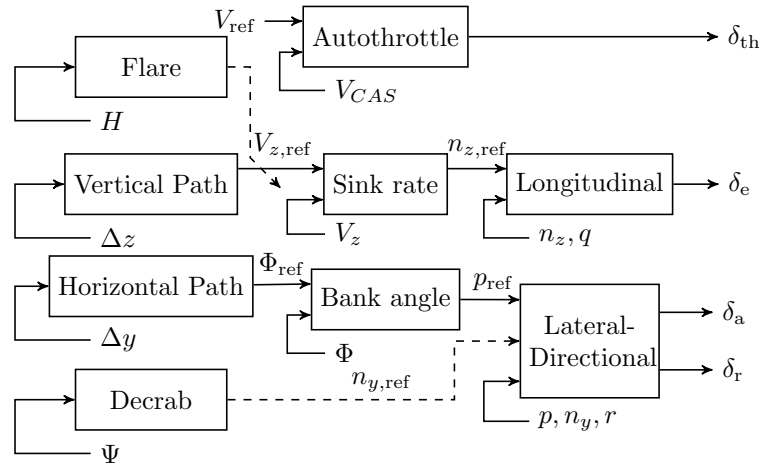 V_ref
Autothrottle
δ_th
Flare
V_CAS
H
V_z,ref
n_z,ref
Vertical Path
Sink rate
Longitudinal
δ_e
Δz
V_z
n_z, q
Φ_ref
Horizontal Path
Bank angle
p_ref
Lateral-
Directional
δ_a
Δy
Φ
n_y,ref
δ_r
Decrab
p, n_y, r
Ψ